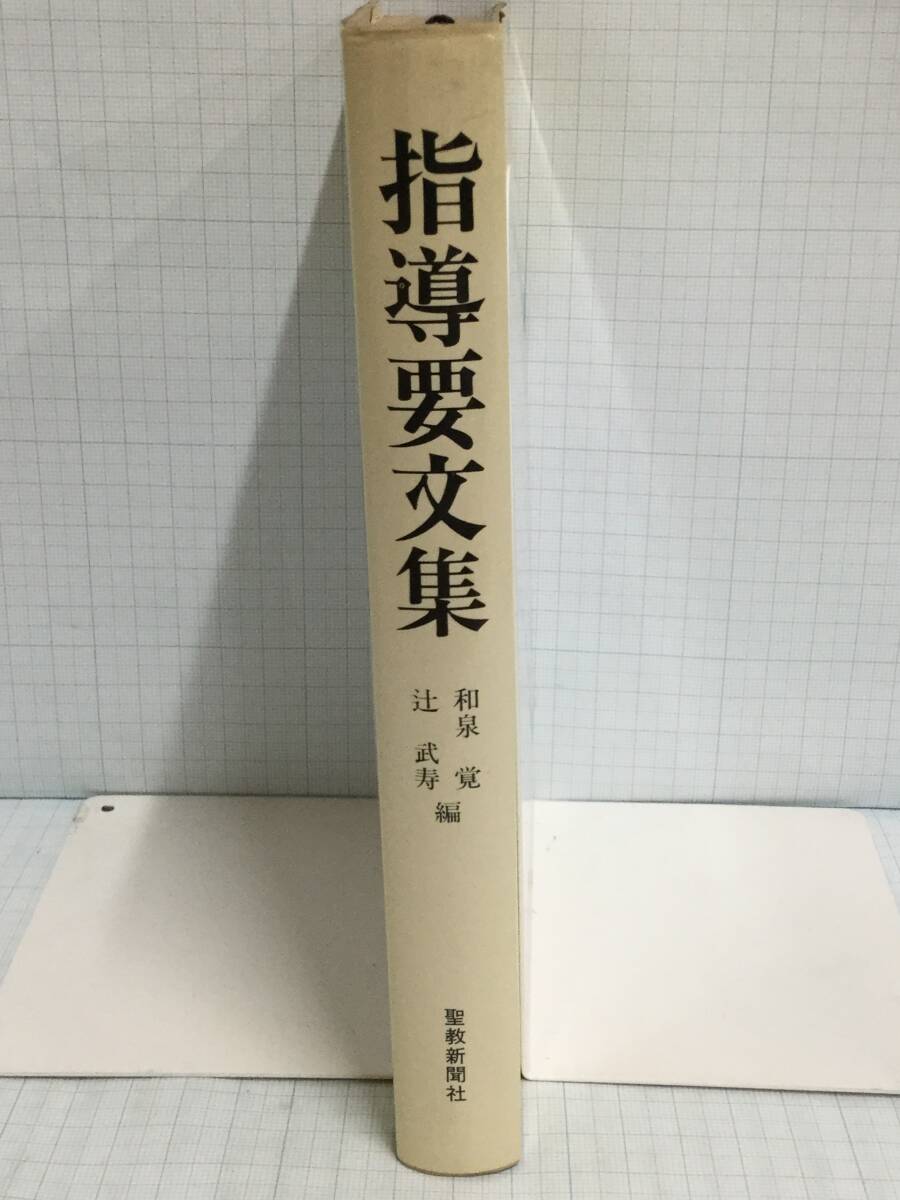 指導要文集
和泉 覚
辻 武寿
編
聖教新聞社